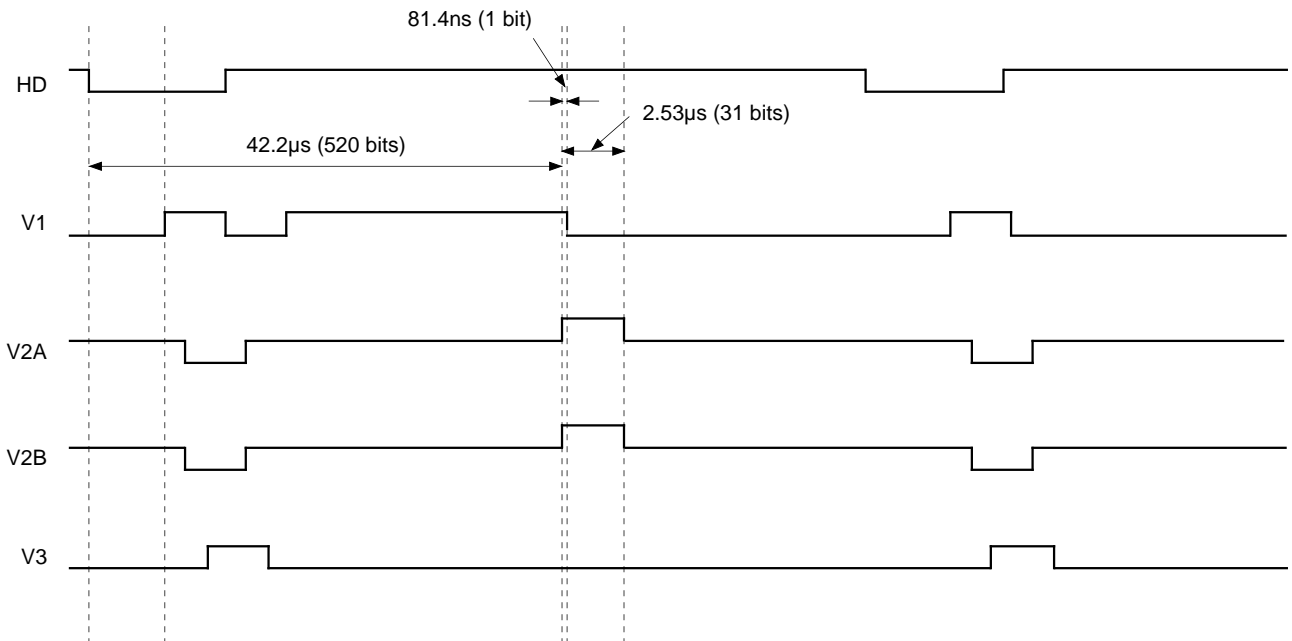 81.4ns (1 bit)
HD
2.53µs (31 bits)
42.2µs (520 bits)
V1
V2A
V2B
V3